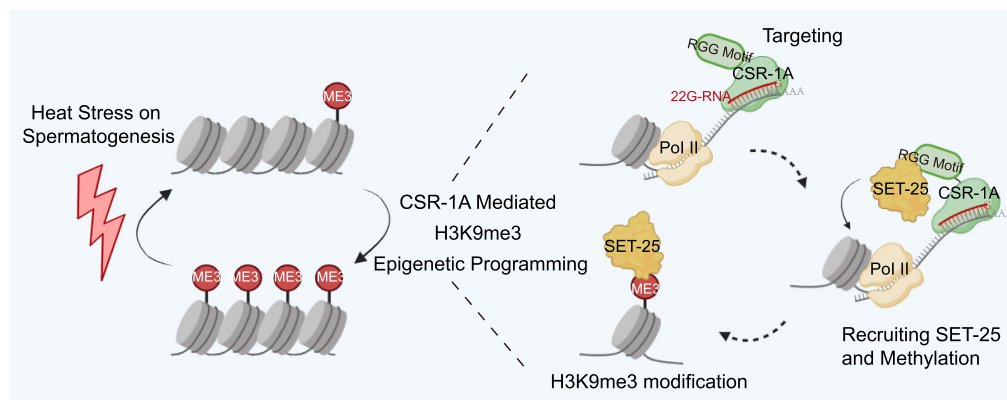 Heat Stress on
Spermatogenesis
ME3
ME3
ME3
ME3
ME3
CSR-1A Mediated
H3K9me3
Epigenetic Programming
Targeting
RGG Motif
CSR-1A
22G-RNA
AAAA
Pol II
RGG Motif
SET-25
CSR-1A
Pol II
Recruiting SET-25
and Methylation
SET-25
ME3
H3K9me3 modification